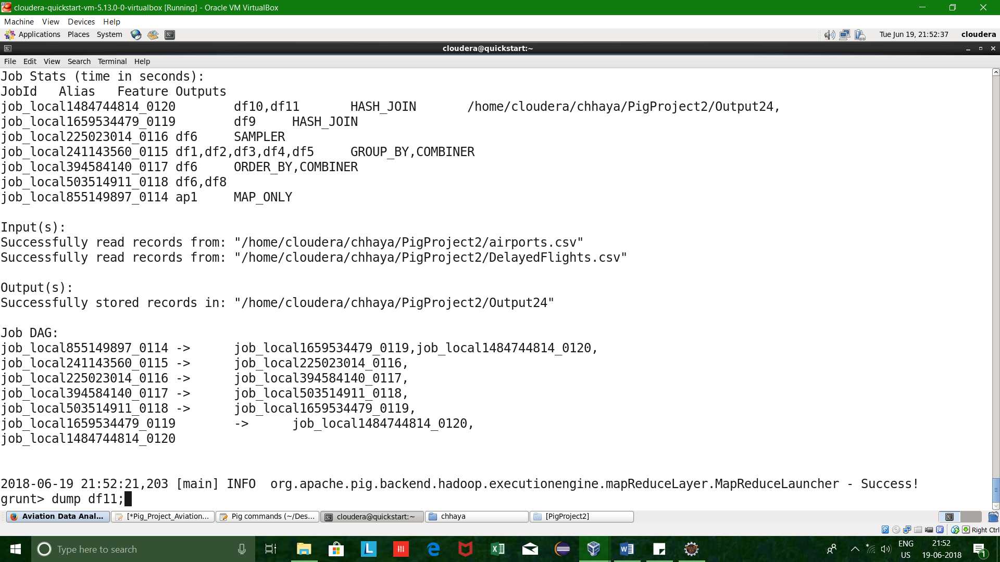 cloudera-quickstart-vm-5.13.0-0-virtualbox [Running] - Oracle VM VirtualBox
Machine View Devices Help
Applications Places System Tue Jun 19, 21:52:37 cloudera
cloudera@quickstart:~
File Edit View Search Terminal Help
Job Stats (time in seconds):
JobId Alias Feature Outputs
job_local1484744814_0120 df10,df11 HASH_JOIN /home/cloudera/chhaya/PigProject2/Output24,
job_local1659534479_0119 df9 HASH_JOIN
job_local225023014_0116 df6 SAMPLER
job_local241143560_0115 df1,df2,df3,df4,df5 GROUP_BY,COMBINER
job_local394584140_0117 df6 ORDER_BY,COMBINER
job_local503514911_0118 df6,df8
job_local855149897_0114 ap1 MAP_ONLY
Input(s):
Successfully read records from: "/home/cloudera/chhaya/PigProject2/airports.csv"
Successfully read records from: "/home/cloudera/chhaya/PigProject2/DelayedFlights.csv"
Output(s):
Successfully stored records in: "/home/cloudera/chhaya/PigProject2/Output24"
Job DAG:
job_local855149897_0114 -> job_local1659534479_0119,job_local1484744814_0120,
job_local241143560_0115 -> job_local225023014_0116,
job_local225023014_0116 -> job_local394584140_0117,
job_local394584140_0117 -> job_local503514911_0118,
job_local503514911_0118 -> job_local1659534479_0119,
job_local1659534479_0119 -> job_local1484744814_0120,
job_local1484744814_0120
2018-06-19 21:52:21,203 [main] INFO org.apache.pig.backend.hadoop.executionengine.mapReduceLayer.MapReduceLauncher - Success!
grunt> dump df11;
Aviation Data Anal... [*Pig_Project_Aviation... Pig commands (~/Des... cloudera@quickstart:~ chhaya [PigProject2]
Right Ctrl
Type here to search ENG 21:52
US 19-06-2018 1